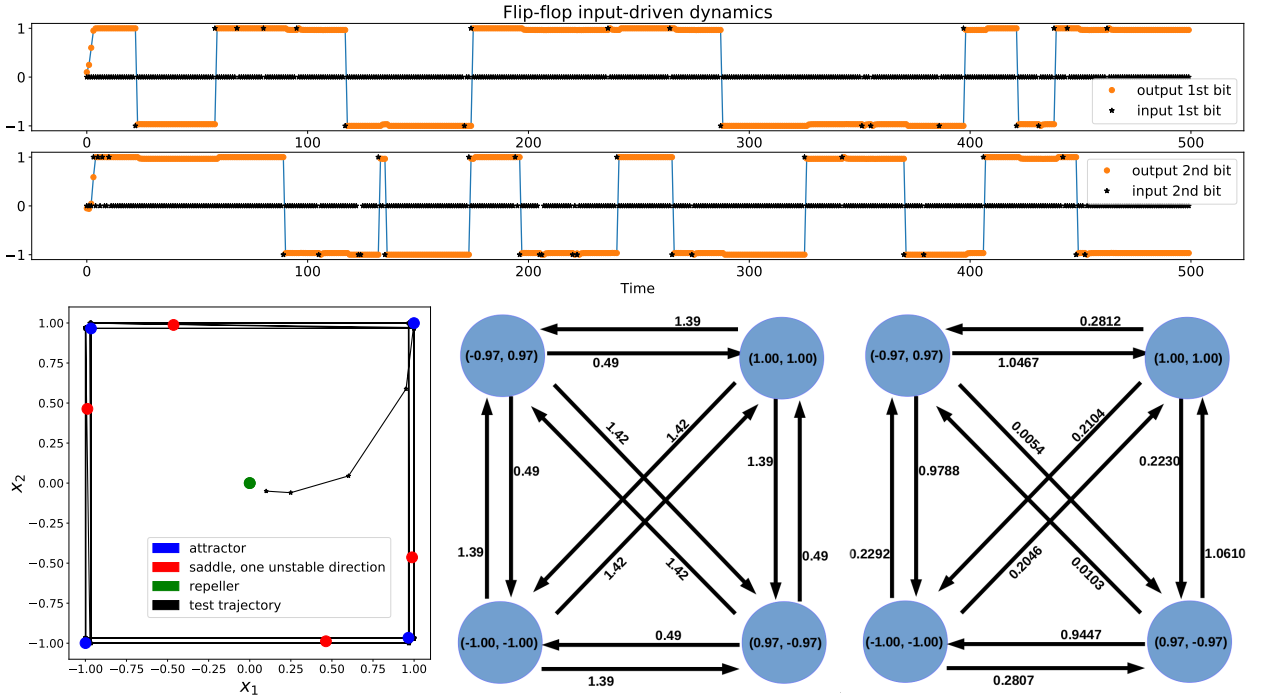 Flip-flop input-driven dynamics
1
0
−1
output 1st bit
input 1st bit
0 100 200 300 400 500
1
0
−1
output 2nd bit
input 2nd bit
0 100 200 300 400 500
Time
x2
1.00
0.75
0.50
0.25
0.00
−0.25
−0.50
−0.75
−1.00
attractor
saddle, one unstable direction
repeller
test trajectory
−1.00 −0.75 −0.50 −0.25 0.00 0.25 0.50 0.75 1.00
x1
1.39
(-0.97, 0.97) (1.00, 1.00)
0.49
1.42 1.42
0.49 1.39
1.39 0.49
1.42 1.42
0.49
(-1.00, -1.00) (0.97, -0.97)
1.39
0.2812
(-0.97, 0.97) (1.00, 1.00)
1.0467
0.0054 0.2104
0.9788 0.2230
0.2292 1.0610
0.2046 0.0103
0.9447
(-1.00, -1.00) (0.97, -0.97)
0.2807